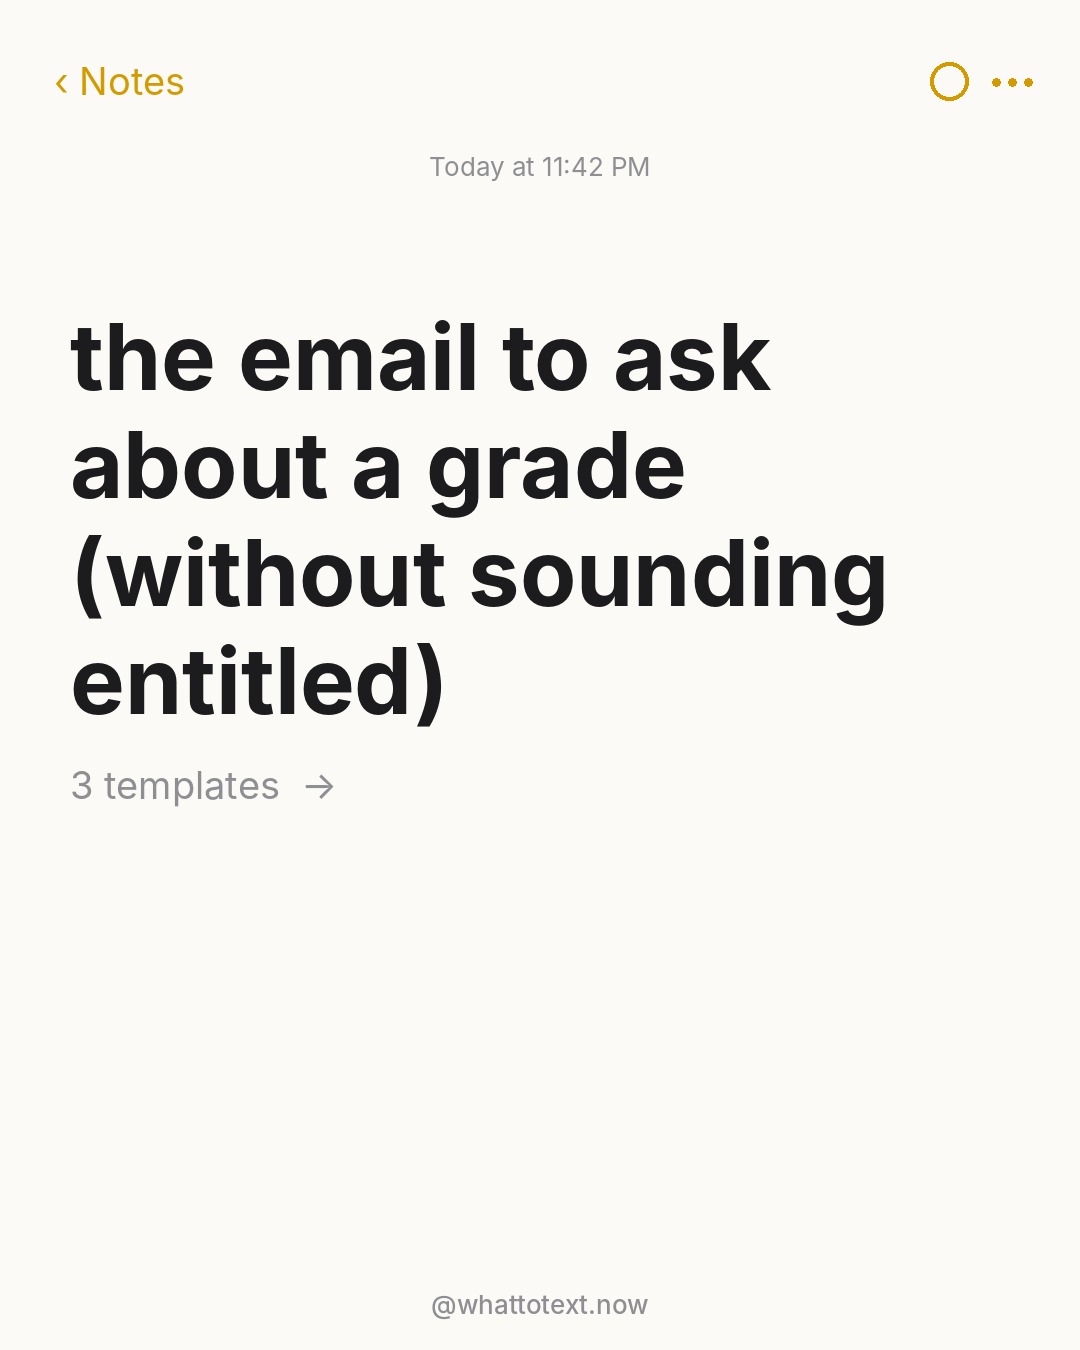 ‹ Notes
Today at 11:42 PM
the email to ask
about a grade
(without sounding
entitled)
3 templates →
@whattotext.now